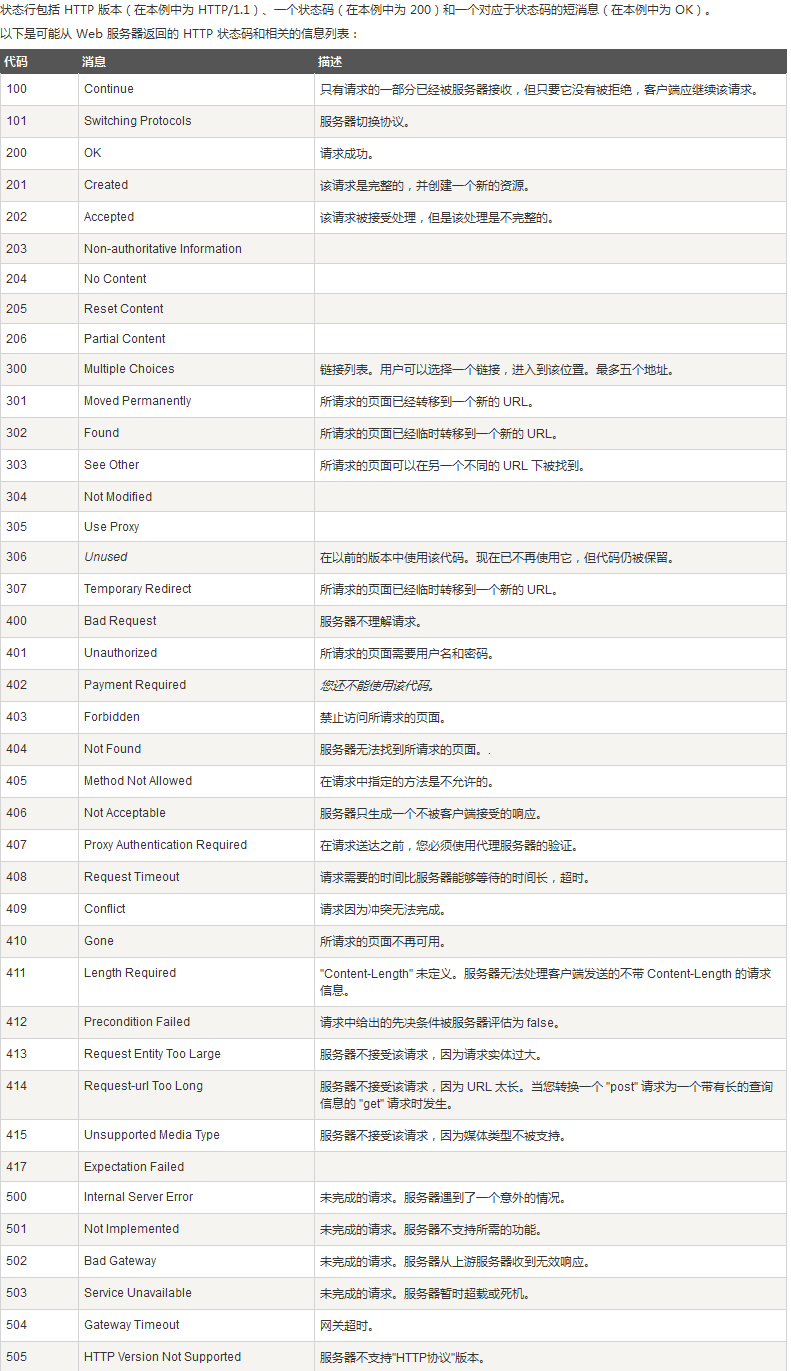 状态行包括 HTTP 版本（在本例中为 HTTP/1.1）、一个状态码（在本例中为 200）和一个对应于状态码的短消息（在本例中为 OK）。
以下是可能从 Web 服务器返回的 HTTP 状态码和相关的信息列表：
代码 消息 描述
100 Continue 只有请求的一部分已经被服务器接收，但只要它没有被拒绝，客户端应继续该请求。
101 Switching Protocols 服务器切换协议。
200 OK 请求成功。
201 Created 该请求是完整的，并创建一个新的资源。
202 Accepted 该请求被接受处理，但是该处理是不完整的。
203 Non-authoritative Information
204 No Content
205 Reset Content
206 Partial Content
300 Multiple Choices 链接列表。用户可以选择一个链接，进入到该位置。最多五个地址。
301 Moved Permanently 所请求的页面已经转移到一个新的 URL。
302 Found 所请求的页面已经临时转移到一个新的 URL。
303 See Other 所请求的页面可以在另一个不同的 URL 下被找到。
304 Not Modified
305 Use Proxy
306 Unused 在以前的版本中使用该代码。现在已不再使用它，但代码仍被保留。
307 Temporary Redirect 所请求的页面已经临时转移到一个新的 URL。
400 Bad Request 服务器不理解请求。
401 Unauthorized 所请求的页面需要用户名和密码。
402 Payment Required 您还不能使用该代码。
403 Forbidden 禁止访问所请求的页面。
404 Not Found 服务器无法找到所请求的页面。.
405 Method Not Allowed 在请求中指定的方法是不允许的。
406 Not Acceptable 服务器只生成一个不被客户端接受的响应。
407 Proxy Authentication Required 在请求送达之前，您必须使用代理服务器的验证。
408 Request Timeout 请求需要的时间比服务器能够等待的时间长，超时。
409 Conflict 请求因为冲突无法完成。
410 Gone 所请求的页面不再可用。
411 Length Required "Content-Length" 未定义。服务器无法处理客户端发送的不带 Content-Length 的请求
信息。
412 Precondition Failed 请求中给出的先决条件被服务器评估为 false。
413 Request Entity Too Large 服务器不接受该请求，因为请求实体过大。
414 Request-url Too Long 服务器不接受该请求，因为 URL 太长。当您转换一个 "post" 请求为一个带有长的查询
信息的 "get" 请求时发生。
415 Unsupported Media Type 服务器不接受该请求，因为媒体类型不被支持。
417 Expectation Failed
500 Internal Server Error 未完成的请求。服务器遇到了一个意外的情况。
501 Not Implemented 未完成的请求。服务器不支持所需的功能。
502 Bad Gateway 未完成的请求。服务器从上游服务器收到无效响应。
503 Service Unavailable 未完成的请求。服务器暂时超载或死机。
504 Gateway Timeout 网关超时。
505 HTTP Version Not Supported 服务器不支持"HTTP协议"版本。